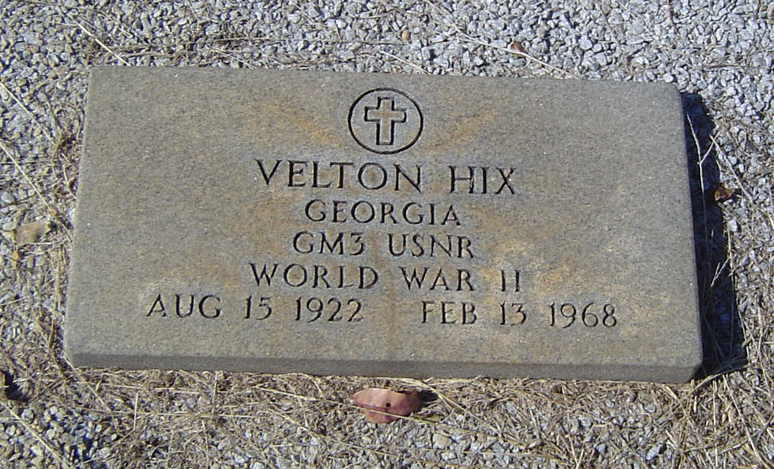 VELTON HIX
GEORGIA
GM3 USNR
WORLD WAR II
AUG 15 1922 FEB 13 1968